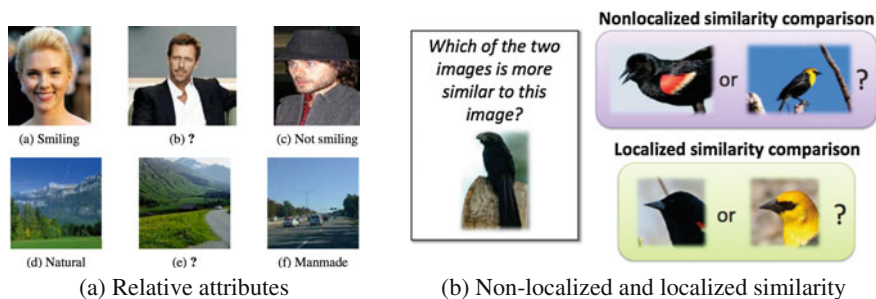 (a) Smiling
(b) ?
(c) Not smiling
(d) Natural
(e) ?
(f) Manmade
(a) Relative attributes
Which of the two
images is more
similar to this
image?
Nonlocalized similarity comparison
or
?
Localized similarity comparison
or
?
(b) Non-localized and localized similarity